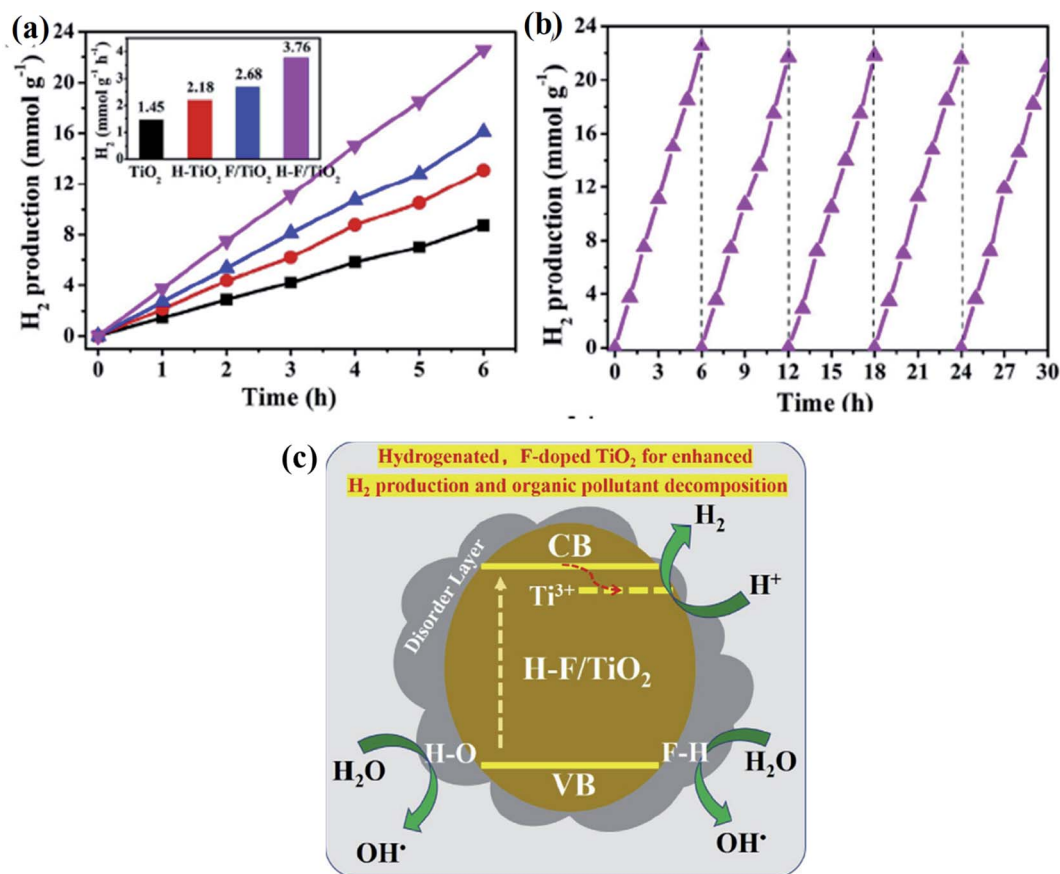 (a)
24
20
16
12
8
4
0
H₂ production (mmol g⁻¹)
0 1 2 3 4 5 6
Time (h)
4
3
2
1
0
H₂ (mmol g⁻¹ h⁻¹)
1.45
2.18
2.68
3.76
TiO₂ H-TiO₂ F/TiO₂ H-F/TiO₂
(b)
24
20
16
12
8
4
0
H₂ production (mmol g⁻¹)
0 3 6 9 12 15 18 21 24 27 30
Time (h)
(c)
Hydrogenated, F-doped TiO₂ for enhanced
H₂ production and organic pollutant decomposition
Disorder Layer
CB
H₂
Ti³⁺
H⁺
H-F/TiO₂
H₂O
H-O
F-H
H₂O
VB
OH·
OH·